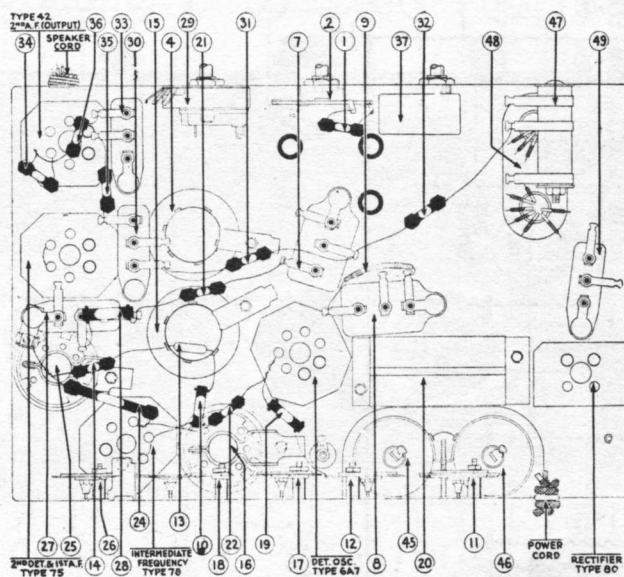 TYPE 42
2ND A.F. (OUTPUT)
SPEAKER
CORD
34 36 35 33 30 15 4 29 21 31 7 1 2 9 37 32 48 47 49
27 25 14 26 28 24 13 10 18 22 16 19 17 12 8 45 20 11 46
2ND DET. & 1ST A.F.
TYPE 75
INTERMEDIATE
FREQUENCY
TYPE 78
DET. OSC.
TYPE 6A7
POWER
CORD
RECTIFIER
TYPE 80